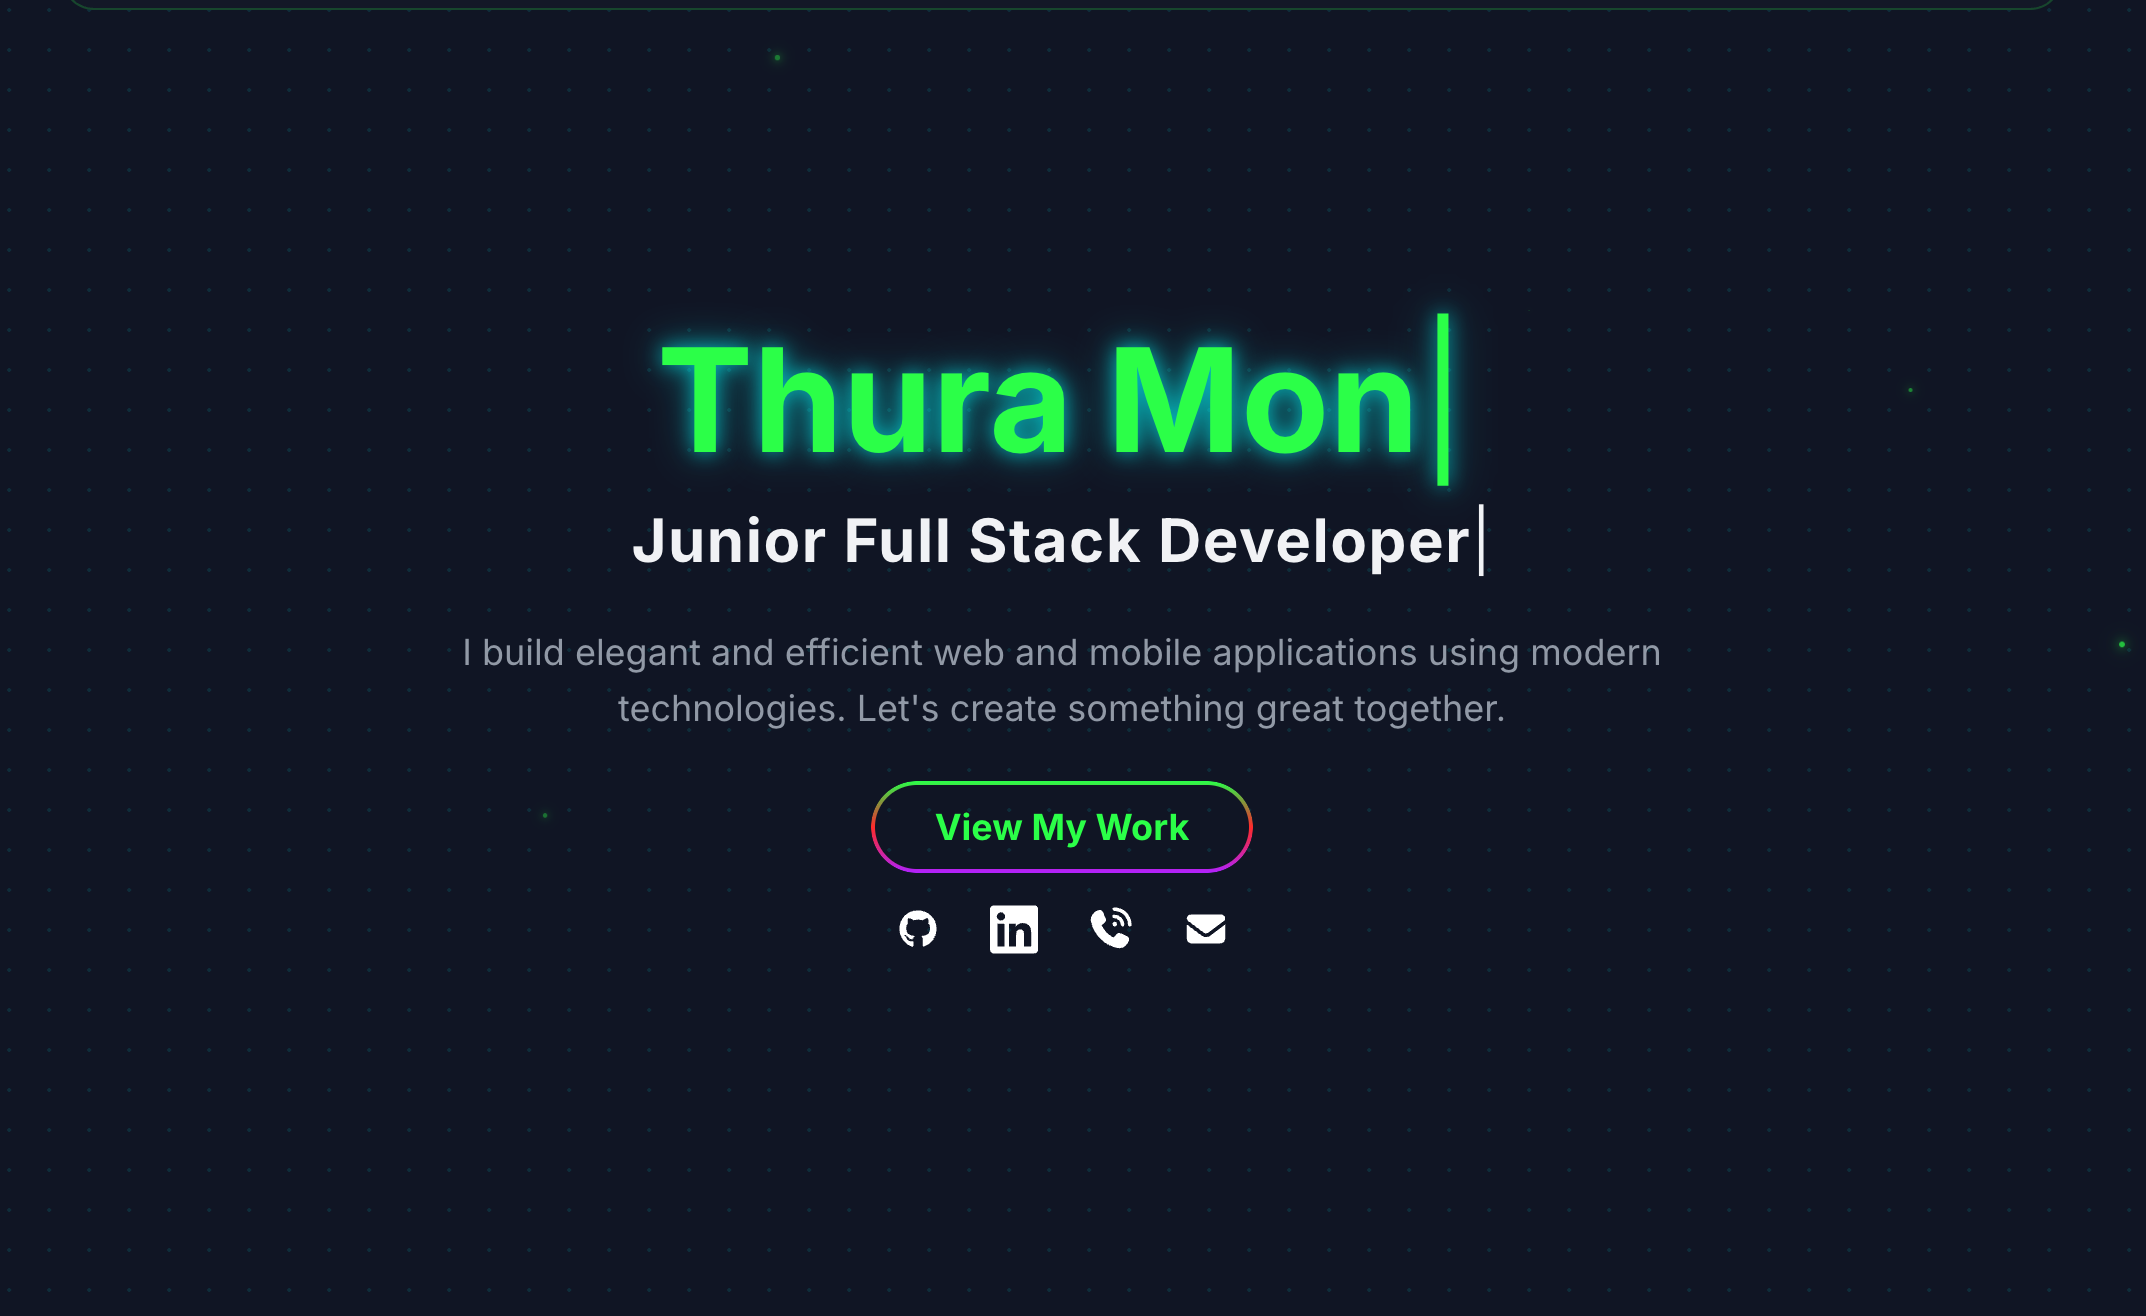 Thura Mon
Junior Full Stack Developer
I build elegant and efficient web and mobile applications using modern
technologies. Let's create something great together.
View My Work
in